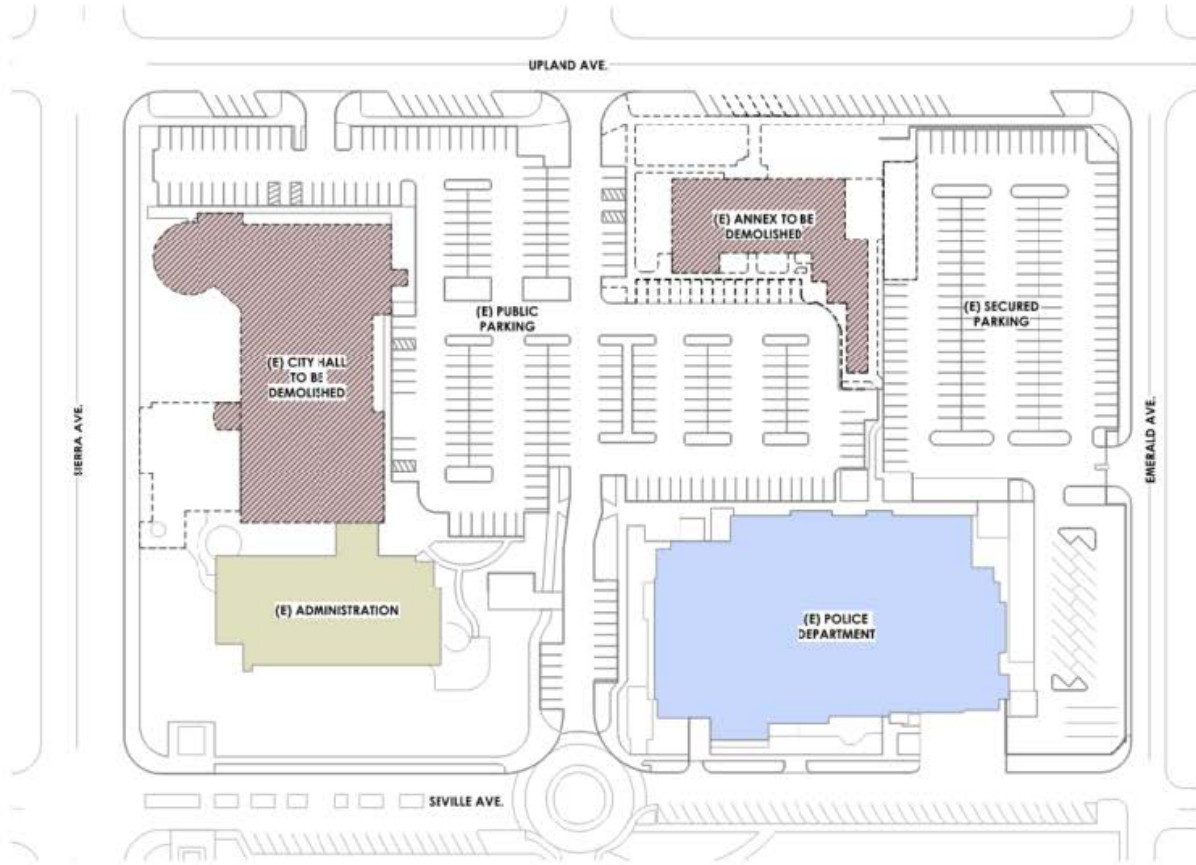 UPLAND AVE.
(E) ANNEX TO BE
DEMOLISHED
(E) PUBLIC
PARKING
(E) SECURED
PARKING
(E) CITY HALL
TO BE
DEMOLISHED
SIERRA AVE.
EMERALD AVE.
(E) ADMINISTRATION
(E) POLICE
DEPARTMENT
SEVILLE AVE.